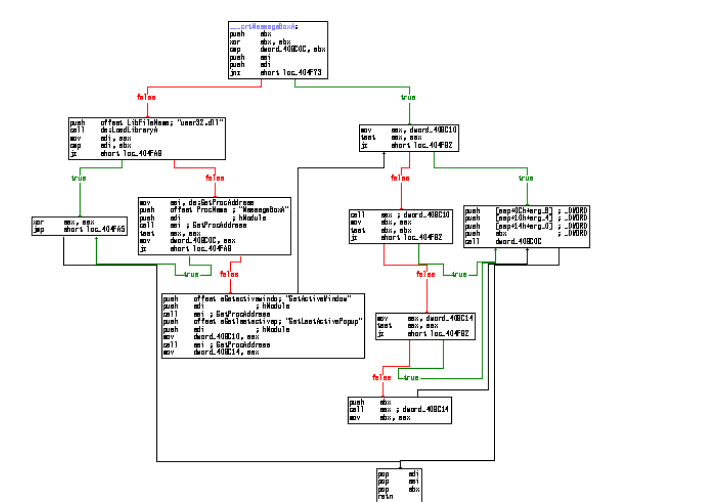 ___crtMessageBoxA:
push ebx
xor ebx, ebx
cmp dword_408C0C, ebx
push esi
push edi
jnz short loc_404F73
false
true
push offset LibFileName; "user32.dll"
call ds:LoadLibraryA
mov edi, eax
cmp edi, ebx
jz short loc_404FA8
mov eax, dword_408C10
test eax, eax
jz short loc_404F92
true
false
false
true
xor eax, eax
jmp short loc_404FA5
mov esi, ds:GetProcAddress
push offset ProcName ; "MessageBoxA"
push edi ; hModule
call esi ; GetProcAddress
test eax, eax
mov dword_408C0C, eax
jz short loc_404FA8
call eax ; dword_408C10
mov ebx, eax
test ebx, ebx
jz short loc_404F92
push [esp+0Ch+arg_8] ; _DWORD
push [esp+10h+arg_4] ; _DWORD
push [esp+14h+arg_0] ; _DWORD
push ebx ; _DWORD
call dword_408C0C
true
false
false
true
push offset aGetactivewindo; "GetActiveWindow"
push edi ; hModule
call esi ; GetProcAddress
push offset aGetlastactivep; "GetLastActivePopup"
push edi ; hModule
mov dword_408C10, eax
call esi ; GetProcAddress
mov dword_408C14, eax
mov eax, dword_408C14
test eax, eax
jz short loc_404F92
false
true
push ebx
call eax ; dword_408C14
mov ebx, eax
pop edi
pop esi
pop ebx
retn